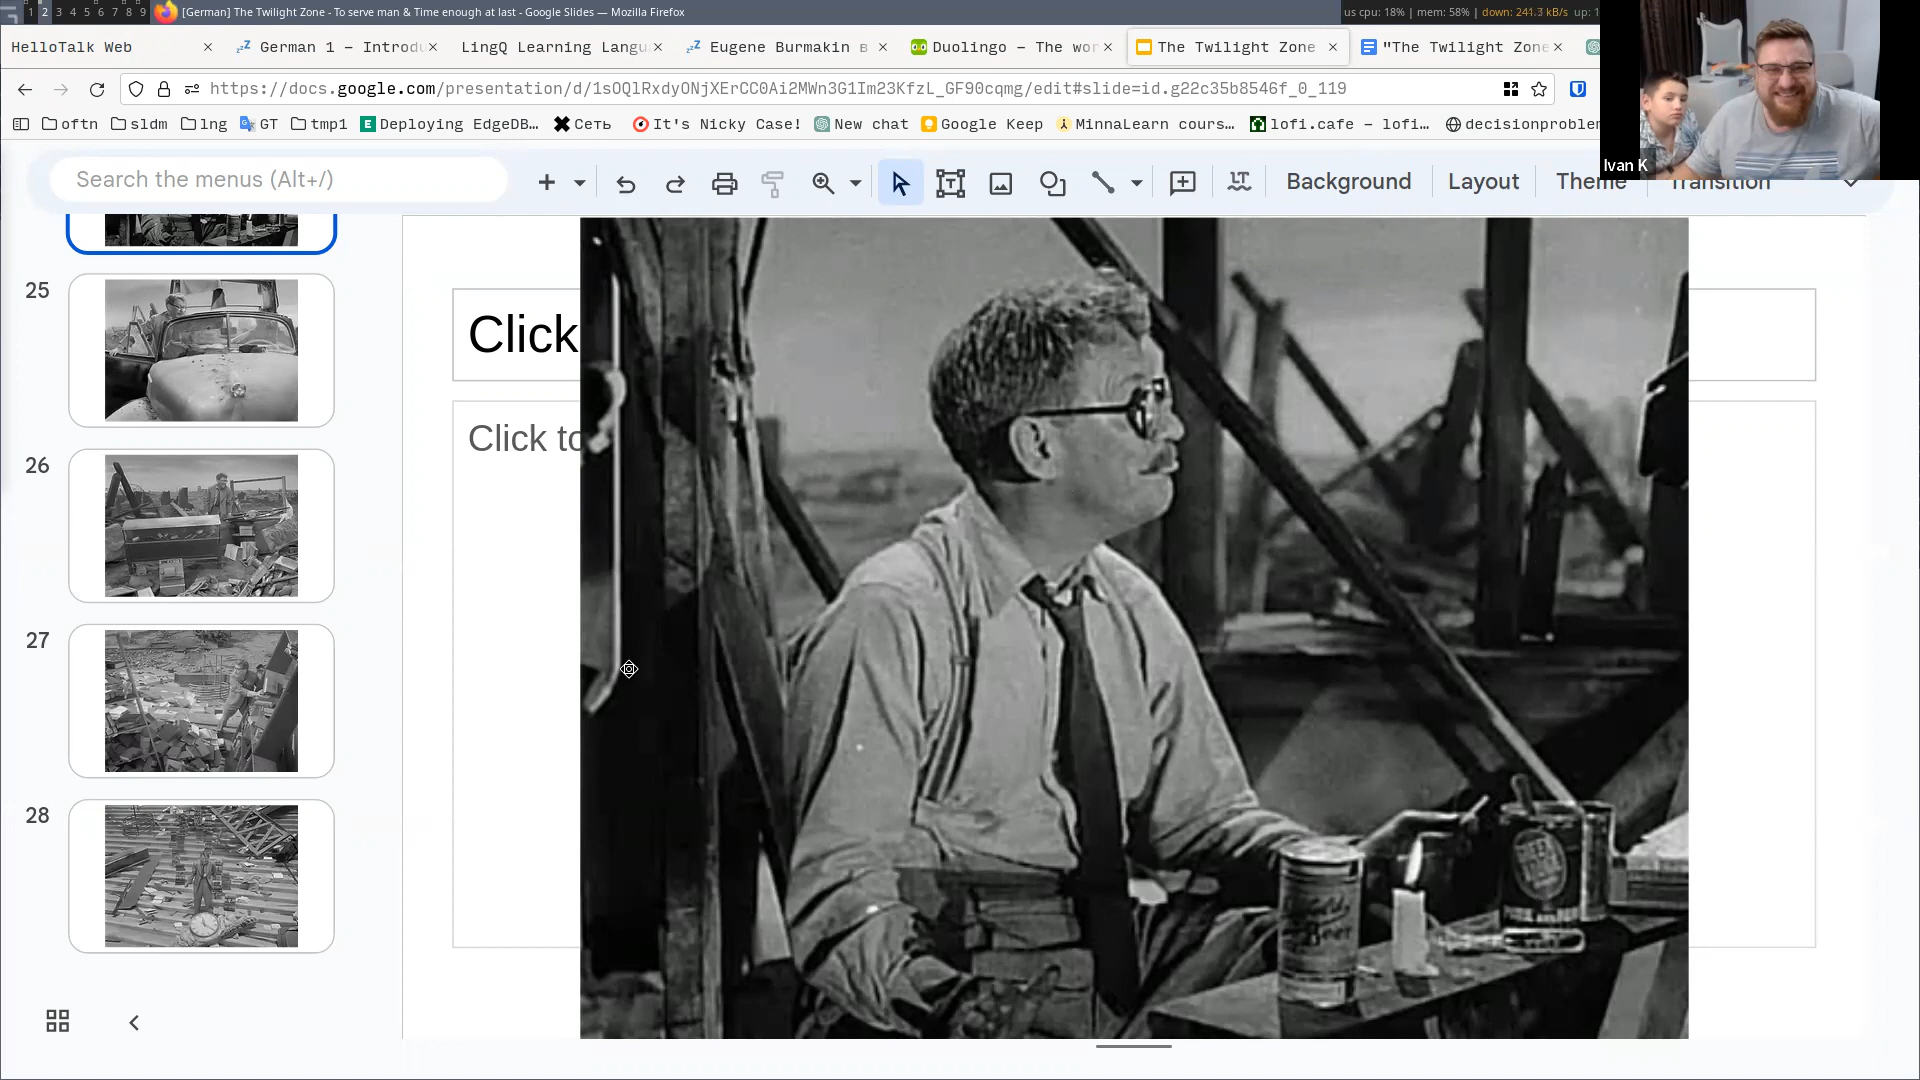 1 2 3 4 5 6 7 8 9 [German] The Twilight Zone - To serve man & Time enough at last - Google Slides — Mozilla Firefox us cpu: 18% | mem: 58% | down: 241.3 kB/s up: 1
HelloTalk Web × German 1 – Introdu × LingQ Learning Langu × Eugene Burmakin в × Duolingo – The wor × The Twilight Zone × "The Twilight Zone ×
https://docs.google.com/presentation/d/1sOQlRxdyONjXErCC0Ai2MWn3G1Im23KfzL_GF90cqmg/edit#slide=id.g22c35b8546f_0_119
oftn sldm lng GT tmp1 Deploying EdgeDB… Сеть It's Nicky Case! New chat Google Keep MinnaLearn cours… lofi.cafe – lofi… decisionproblem
Ivan K
Search the menus (Alt+/) Background Layout Theme Transition
25
26
27
28
Click
Click to
Beer
BEER